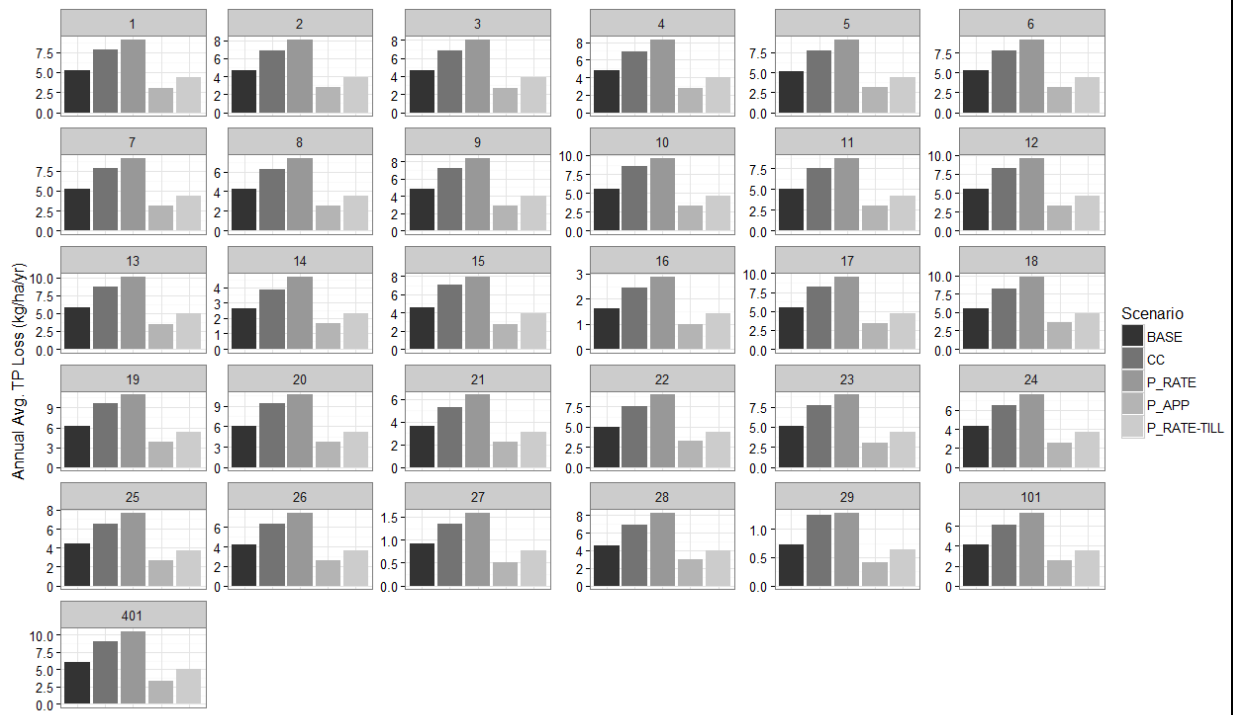 1 2 3 4 5 6
7.5 8 8 8 7.5 7.5
5.0 6 6 6 5.0 5.0
2.5 4 4 4 2.5 2.5
0.0 2 2 2 0.0 0.0
0 0 0
7 8 9 10 11 12
7.5 6 8 10.0 7.5 10.0
5.0 4 6 7.5 5.0 7.5
2.5 2 4 5.0 2.5 5.0
0.0 0 2 2.5 0.0 2.5
0 0.0 0.0
13 14 15 16 17 18
10.0 4 8 3 10.0 10.0
7.5 3 6 2 7.5 7.5
5.0 2 4 1 5.0 5.0
2.5 1 2 0 2.5 2.5
0.0 0 0 0.0 0.0
19 20 21 22 23 24
9 9 6 7.5 7.5 6
6 6 4 5.0 5.0 4
3 3 2 2.5 2.5 2
0 0 0 0.0 0.0 0
25 26 27 28 29 101
8 6 1.5 8 1.0 6
6 4 1.0 6 0.5 4
4 2 0.5 4 0.0 2
2 0 0.0 2 0
0 0
401
10.0
7.5
5.0
2.5
0.0
Annual Avg. TP Loss (kg/ha/yr)
Scenario
BASE
CC
P_RATE
P_APP
P_RATE-TILL